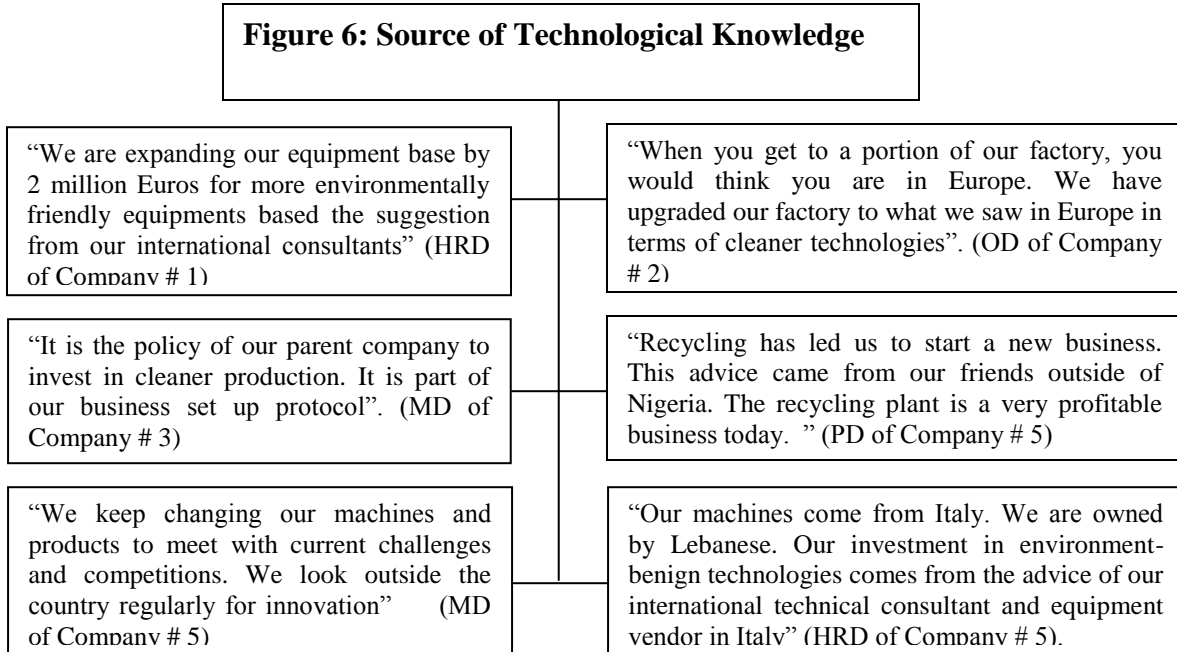 Figure 6: Source of Technological Knowledge
“We are expanding our equipment base by
2 million Euros for more environmentally
friendly equipments based the suggestion
from our international consultants” (HRD
of Company # 1)
“When you get to a portion of our factory, you
would think you are in Europe. We have
upgraded our factory to what we saw in Europe in
terms of cleaner technologies”. (OD of Company
# 2)
“It is the policy of our parent company to
invest in cleaner production. It is part of
our business set up protocol”. (MD of
Company # 3)
“Recycling has led us to start a new business.
This advice came from our friends outside of
Nigeria. The recycling plant is a very profitable
business today. ” (PD of Company # 5)
“We keep changing our machines and
products to meet with current challenges
and competitions. We look outside the
country regularly for innovation” (MD
of Company # 5)
“Our machines come from Italy. We are owned
by Lebanese. Our investment in environment-
benign technologies comes from the advice of our
international technical consultant and equipment
vendor in Italy” (HRD of Company # 5).